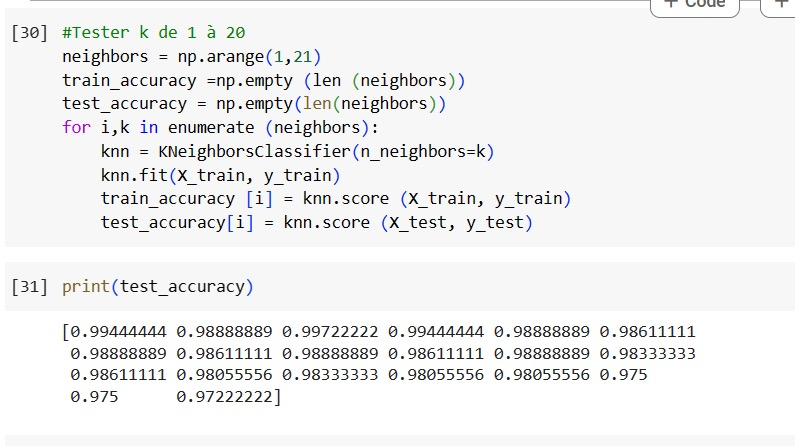 + Code
+
[30] #Tester k de 1 à 20
neighbors = np.arange(1,21)
train_accuracy =np.empty (len (neighbors))
test_accuracy = np.empty(len(neighbors))
for i,k in enumerate (neighbors):
    knn = KNeighborsClassifier(n_neighbors=k)
    knn.fit(X_train, y_train)
    train_accuracy [i] = knn.score (X_train, y_train)
    test_accuracy[i] = knn.score (X_test, y_test)
[31] print(test_accuracy)
[0.99444444 0.98888889 0.99722222 0.99444444 0.98888889 0.98611111
 0.98888889 0.98611111 0.98888889 0.98611111 0.98888889 0.98333333
 0.98611111 0.98055556 0.98333333 0.98055556 0.98055556 0.975
 0.975      0.97222222]